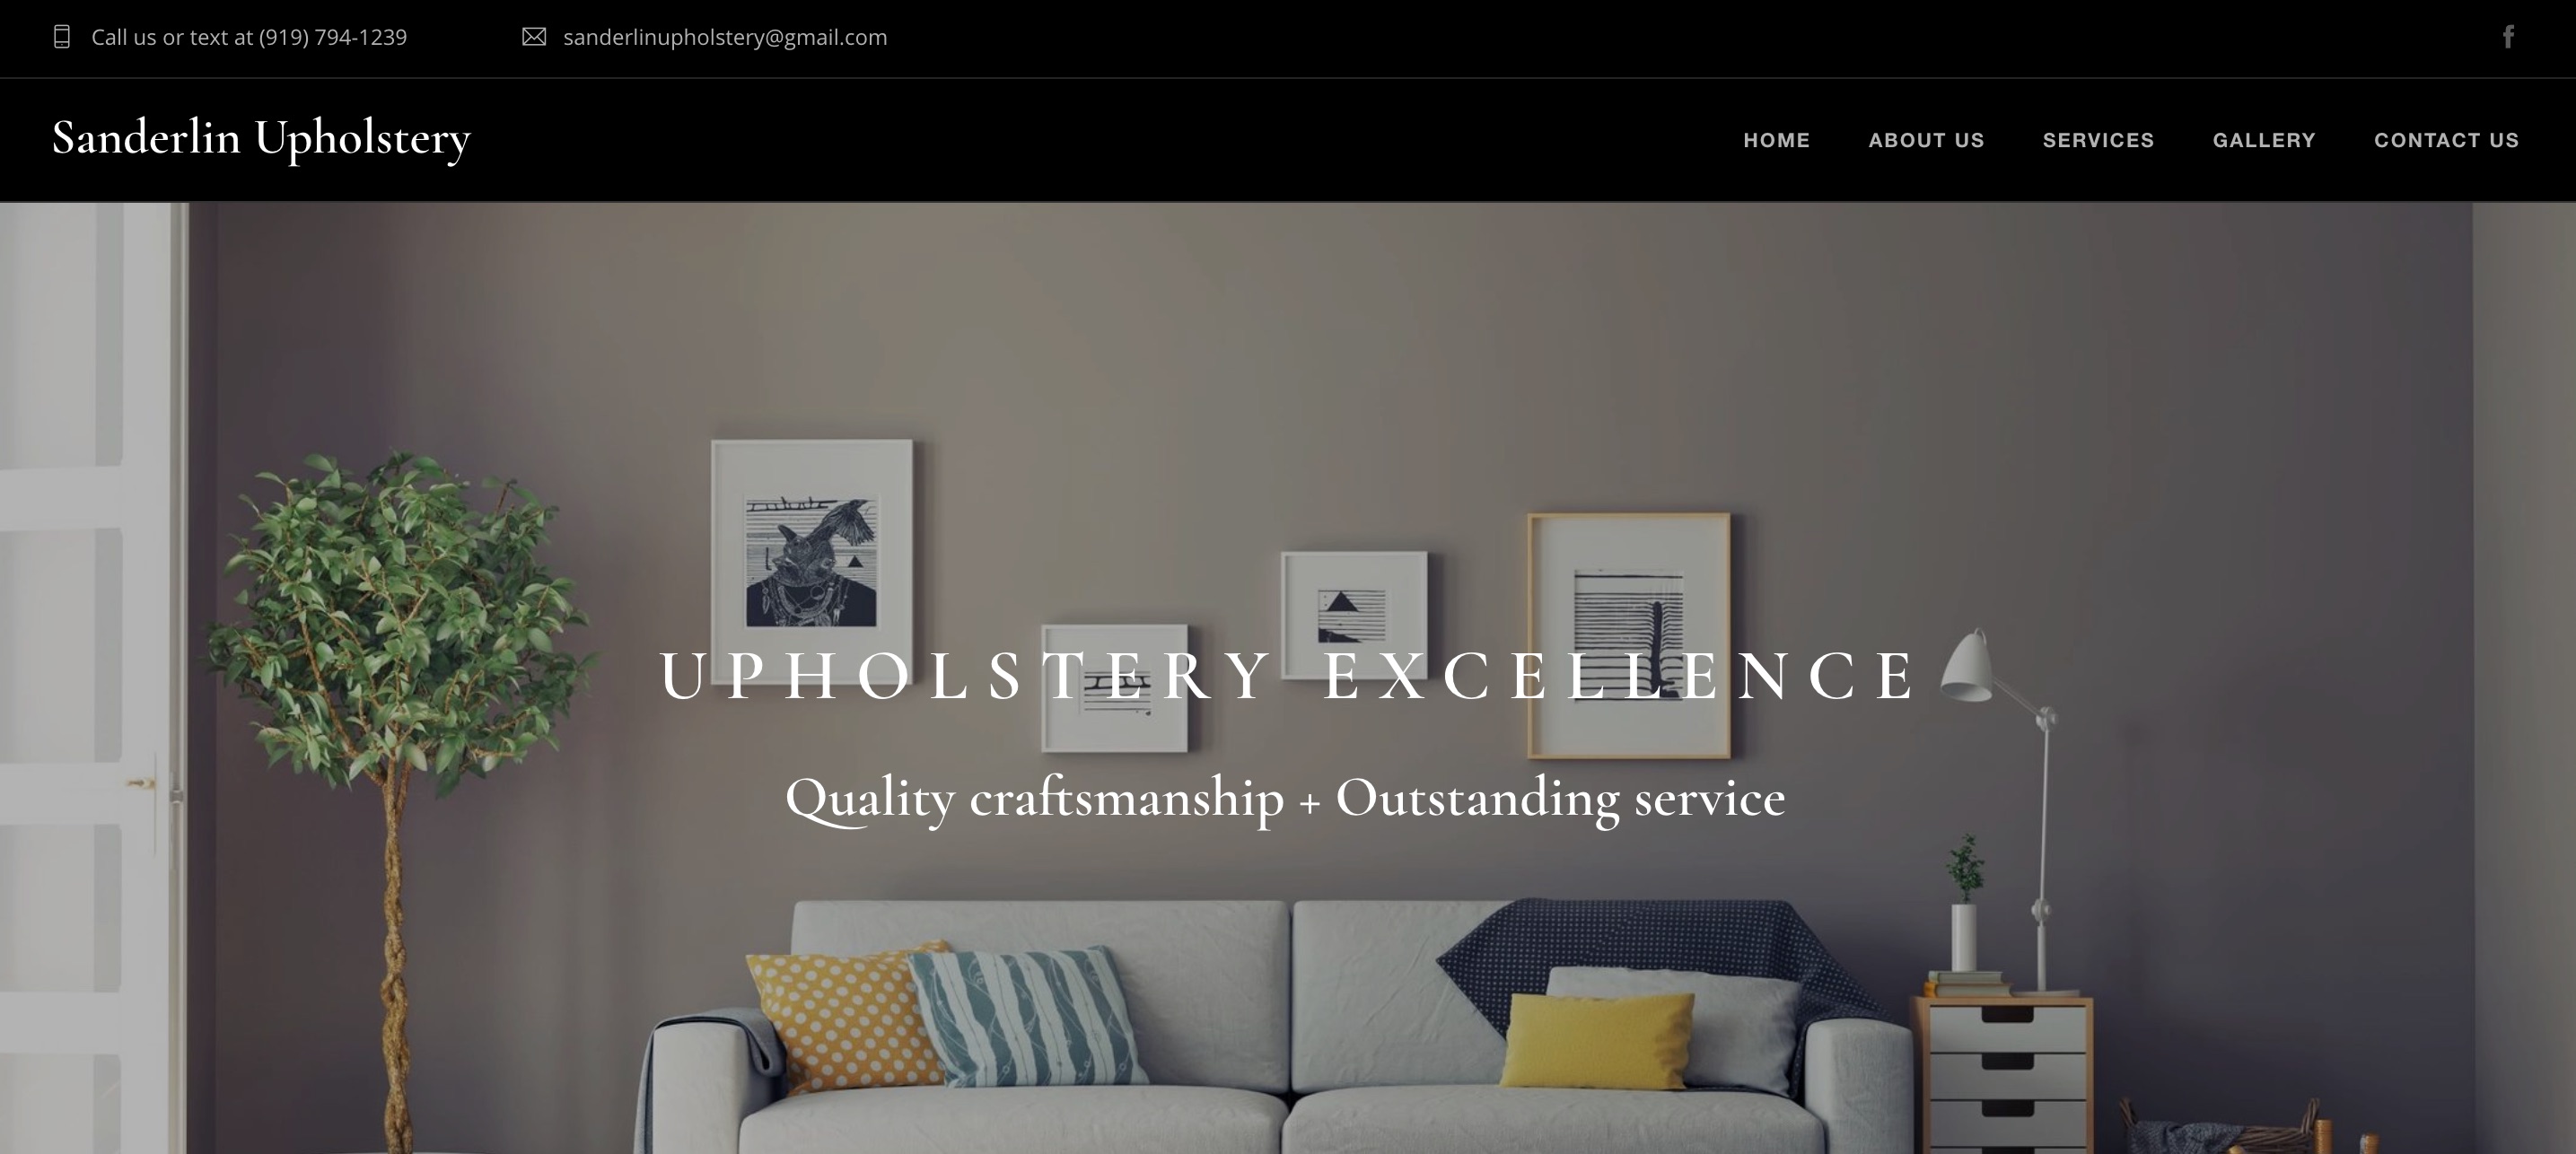 Call us or text at (919) 794-1239
sanderlinupholstery@gmail.com
Sanderlin Upholstery
HOME ABOUT US SERVICES GALLERY CONTACT US
UPHOLSTERY EXCELLENCE
Quality craftsmanship + Outstanding service